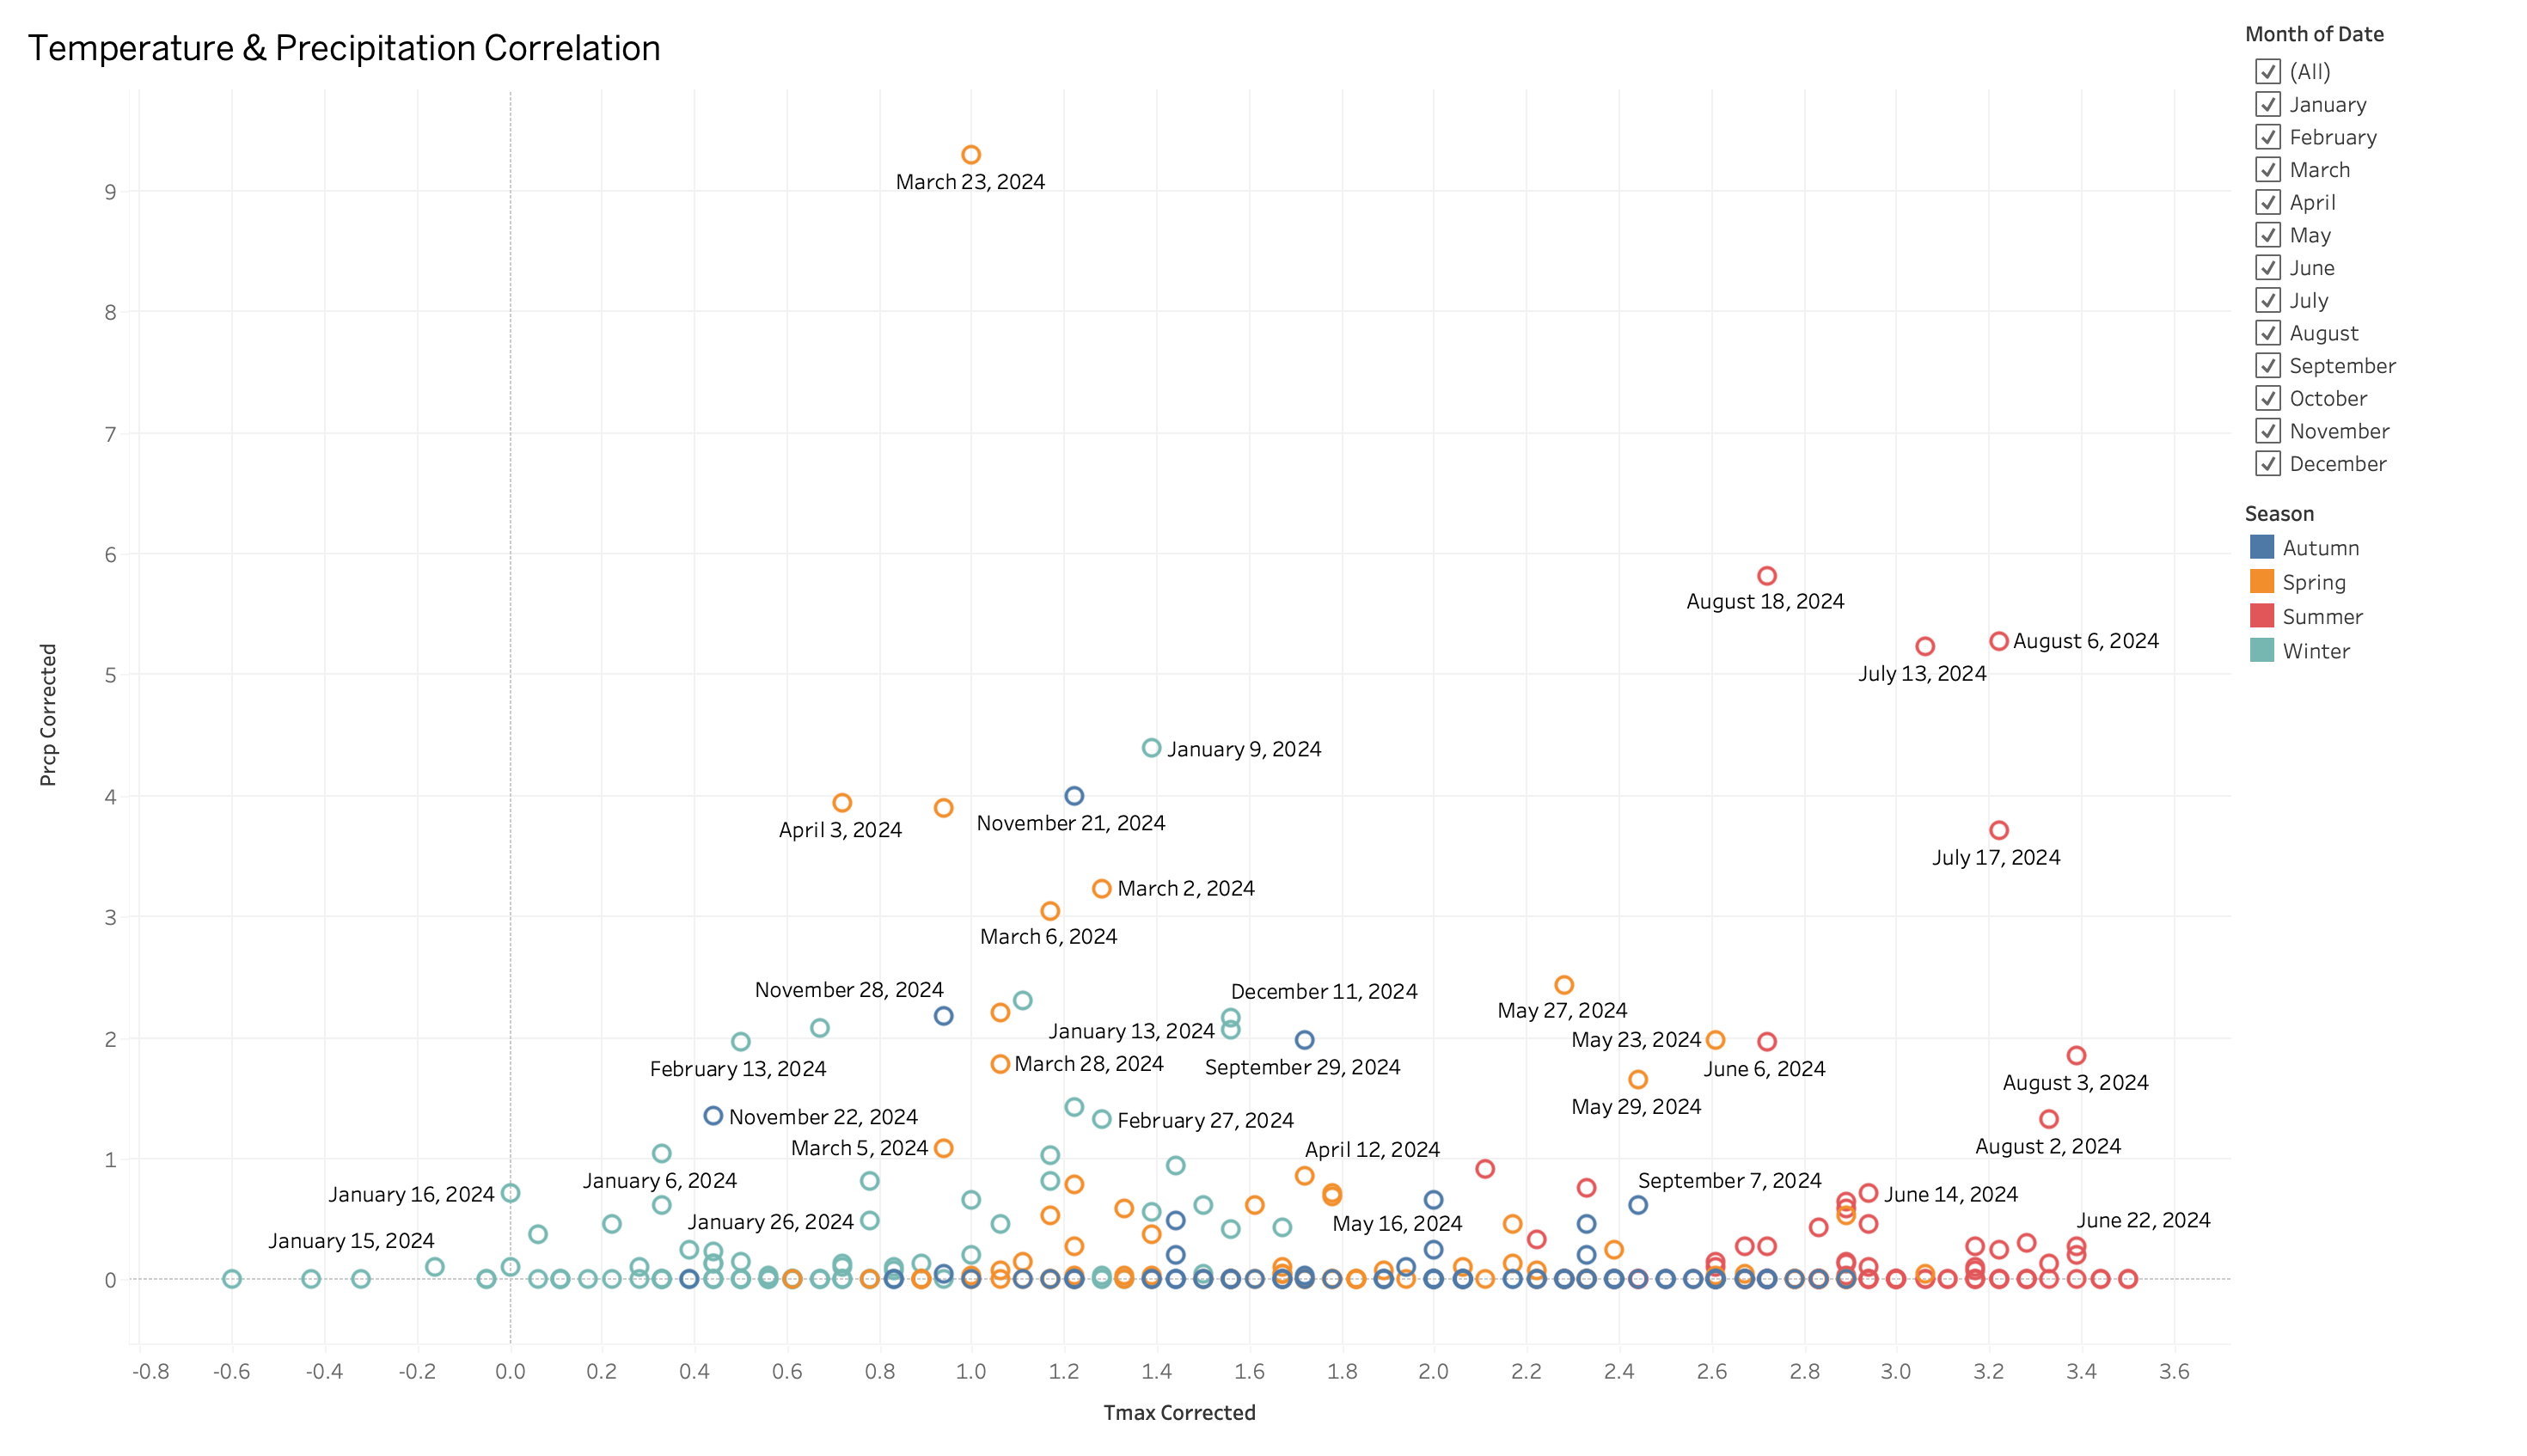 Temperature & Precipitation Correlation
Month of Date
(All)
January
February
March
April
May
June
July
August
September
October
November
December
Season
Autumn
Spring
Summer
Winter
Prcp Corrected
9
8
7
6
5
4
3
2
1
0
March 23, 2024
August 18, 2024
August 6, 2024
July 13, 2024
January 9, 2024
April 3, 2024
November 21, 2024
July 17, 2024
March 2, 2024
March 6, 2024
November 28, 2024
December 11, 2024
May 27, 2024
January 13, 2024
May 23, 2024
February 13, 2024
March 28, 2024
September 29, 2024
June 6, 2024
August 3, 2024
May 29, 2024
November 22, 2024
February 27, 2024
March 5, 2024
April 12, 2024
August 2, 2024
January 6, 2024
September 7, 2024
January 16, 2024
June 14, 2024
January 26, 2024
May 16, 2024
June 22, 2024
January 15, 2024
-0.8 -0.6 -0.4 -0.2 0.0 0.2 0.4 0.6 0.8 1.0 1.2 1.4 1.6 1.8 2.0 2.2 2.4 2.6 2.8 3.0 3.2 3.4 3.6
Tmax Corrected